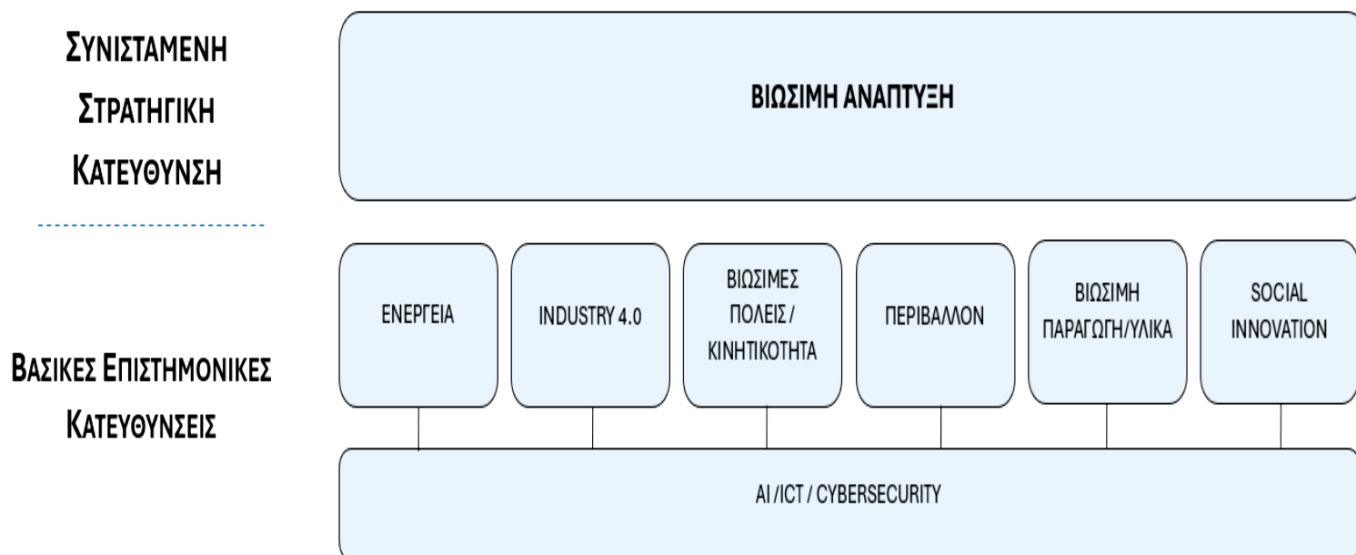 ΣΥΝΙΣΤΑΜΕΝΗ
ΣΤΡΑΤΗΓΙΚΗ
ΚΑΤΕΥΘΥΝΣΗ
ΒΙΩΣΙΜΗ ΑΝΑΠΤΥΞΗ
ΒΑΣΙΚΕΣ ΕΠΙΣΤΗΜΟΝΙΚΕΣ
ΚΑΤΕΥΘΥΝΣΕΙΣ
ΕΝΕΡΓΕΙΑ
INDUSTRY 4.0
ΒΙΩΣΙΜΕΣ
ΠΟΛΕΙΣ /
ΚΙΝΗΤΙΚΟΤΗΤΑ
ΠΕΡΙΒΑΛΛΟΝ
ΒΙΩΣΙΜΗ
ΠΑΡΑΓΩΓΗ/ΥΛΙΚΑ
SOCIAL
INNOVATION
AI /ICT / CYBERSECURITY